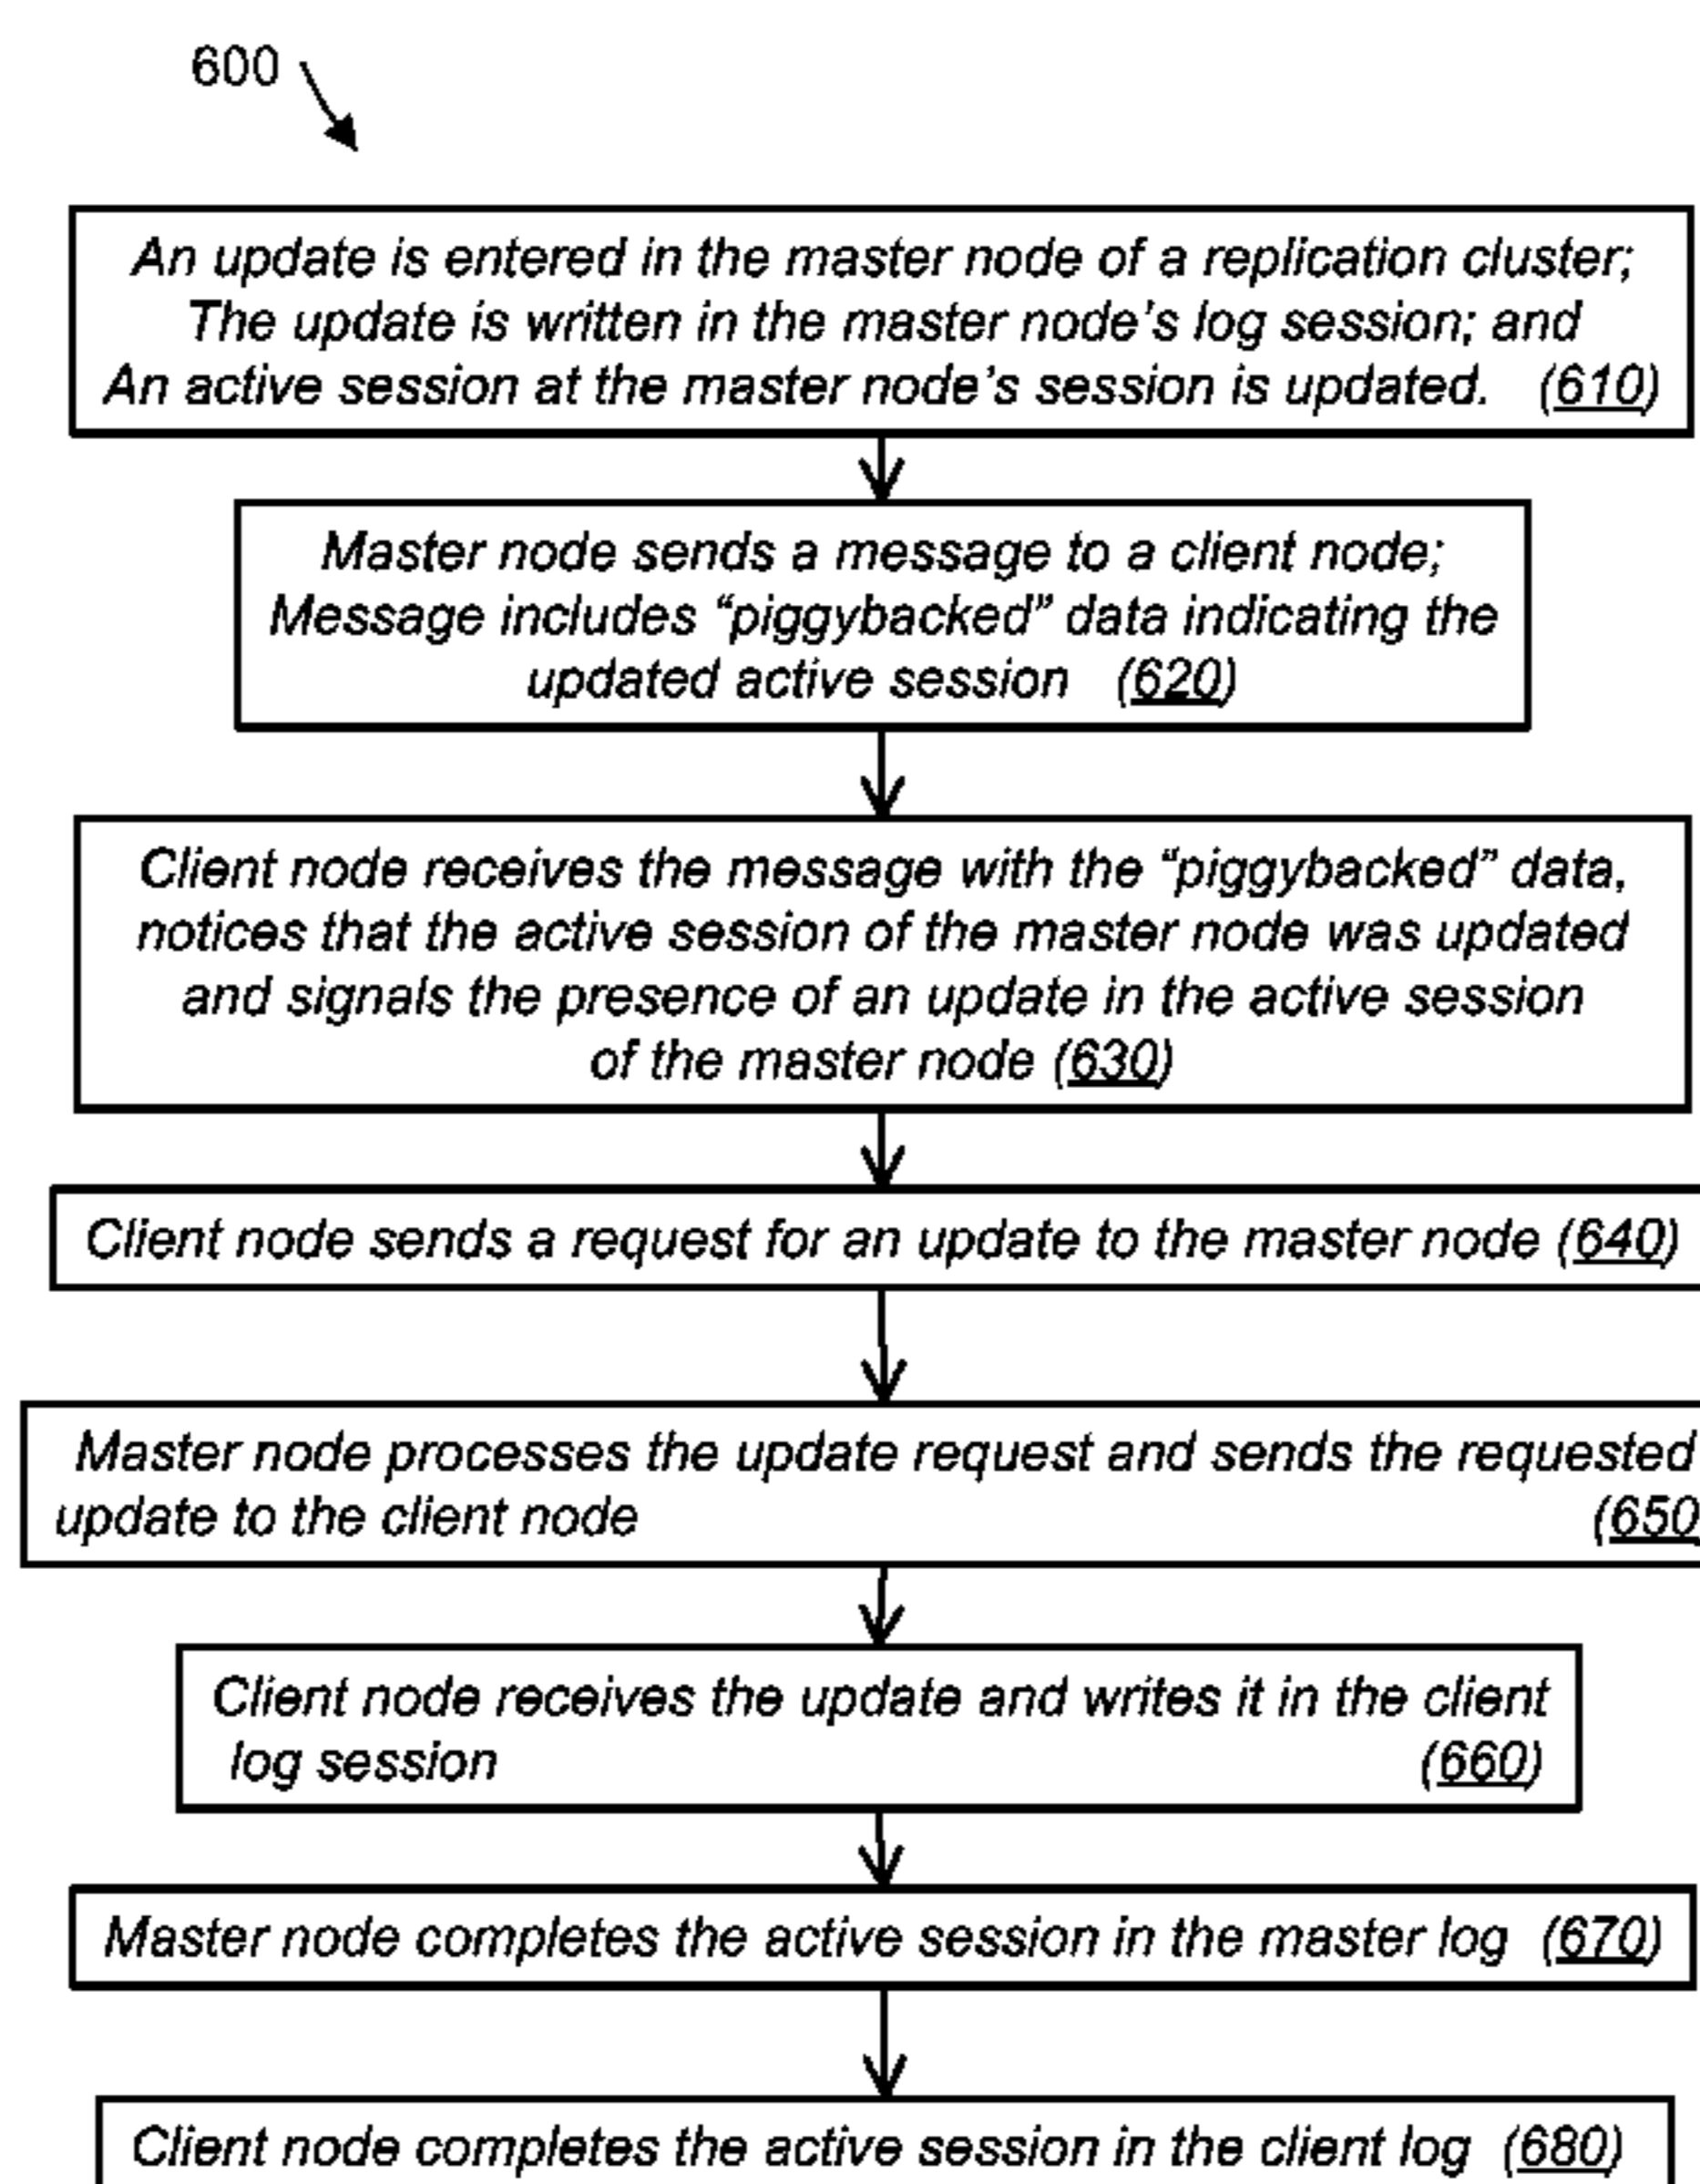 600
An update is entered in the master node of a replication cluster;
The update is written in the master node’s log session; and
An active session at the master node’s session is updated. (610)
Master node sends a message to a client node;
Message includes “piggybacked” data indicating the
updated active session (620)
Client node receives the message with the “piggybacked” data,
notices that the active session of the master node was updated
and signals the presence of an update in the active session
of the master node (630)
Client node sends a request for an update to the master node (640)
Master node processes the update request and sends the requested
update to the client node (650
Client node receives the update and writes it in the client
log session (660)
Master node completes the active session in the master log (670)
Client node completes the active session in the client log (680)